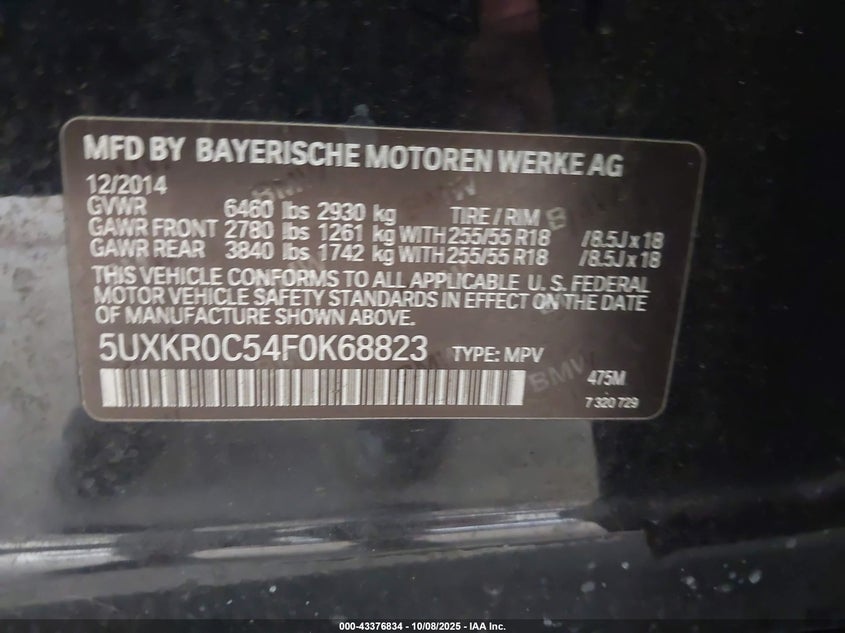 MFD BY BAYERISCHE MOTOREN WERKE AG
12/2014
GVWR 6460 lbs 2930 kg TIRE / RIM
GAWR FRONT 2780 lbs 1261 kg WITH 255/55 R18 /8.5J x 18
GAWR REAR 3840 lbs 1742 kg WITH 255/55 R18 /8.5J x 18
THIS VEHICLE CONFORMS TO ALL APPLICABLE U. S. FEDERAL
MOTOR VEHICLE SAFETY STANDARDS IN EFFECT ON THE DATE
OF MANUFACTURE SHOWN ABOVE.
5UXKR0C54F0K68823 TYPE: MPV
475M
7 320 729
BMW
000-43376834 - 10/08/2025 - IAA Inc.